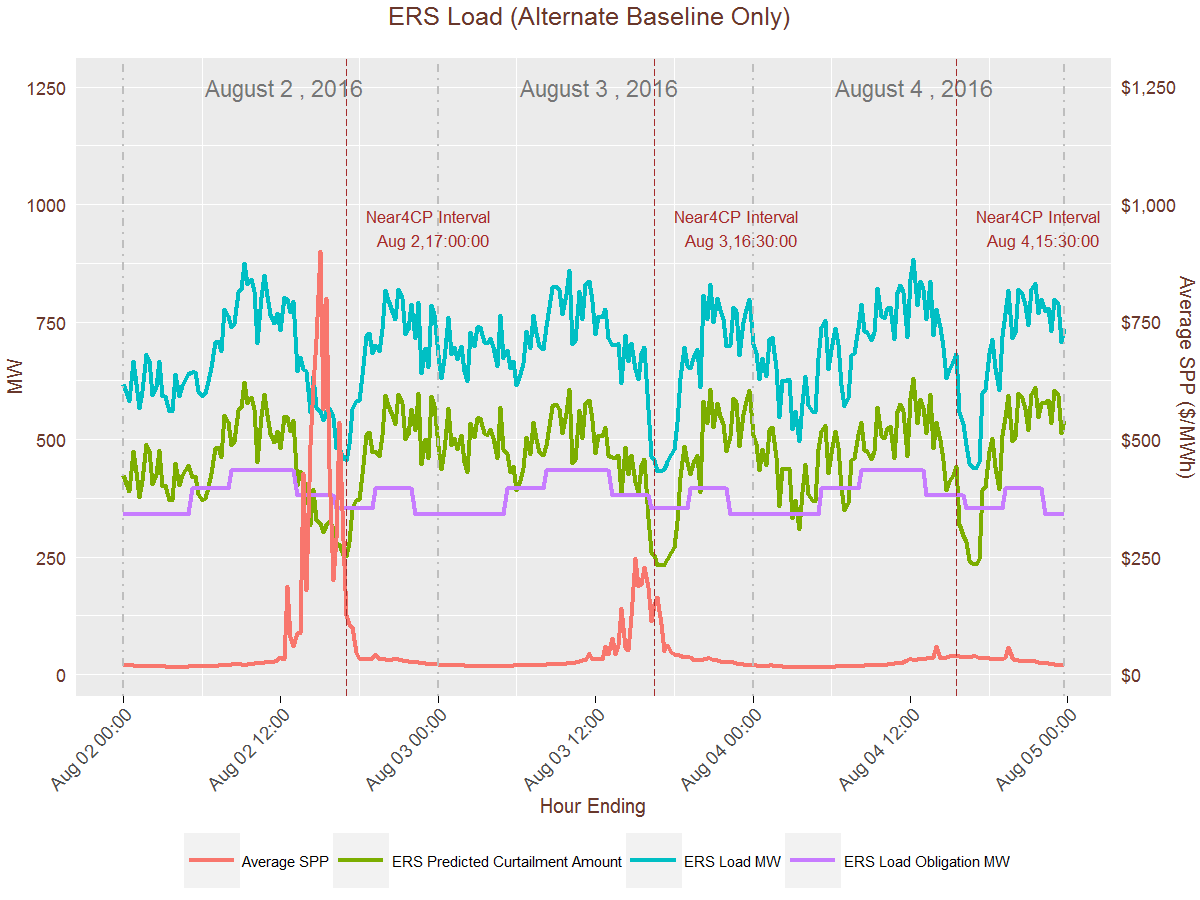 ERS Load (Alternate Baseline Only)
August 2 , 2016
August 3 , 2016
August 4 , 2016
1250
1000
750
500
250
0
MW
$1,250
$1,000
$750
$500
$250
$0
Average SPP ($/MWh)
Near4CP Interval
Aug 2,17:00:00
Near4CP Interval
Aug 3,16:30:00
Near4CP Interval
Aug 4,15:30:00
Aug 02 00:00
Aug 02 12:00
Aug 03 00:00
Aug 03 12:00
Aug 04 00:00
Aug 04 12:00
Aug 05 00:00
Hour Ending
Average SPP
ERS Predicted Curtailment Amount
ERS Load MW
ERS Load Obligation MW